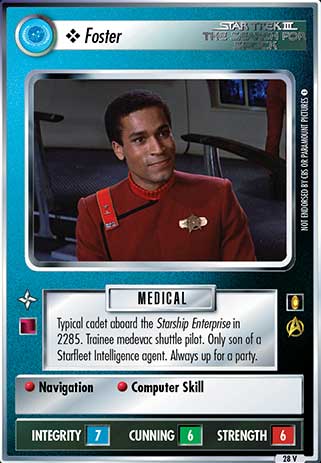 ❖ Foster
STAR TREK III
THE SEARCH FOR
SPOCK
NOT ENDORSED BY CBS OR PARAMOUNT PICTURES
MEDICAL
Typical cadet aboard the Starship Enterprise in
2285. Trainee medevac shuttle pilot. Only son of a
Starfleet Intelligence agent. Always up for a party.
Navigation
Computer Skill
INTEGRITY 7 CUNNING 6 STRENGTH 6
28 V